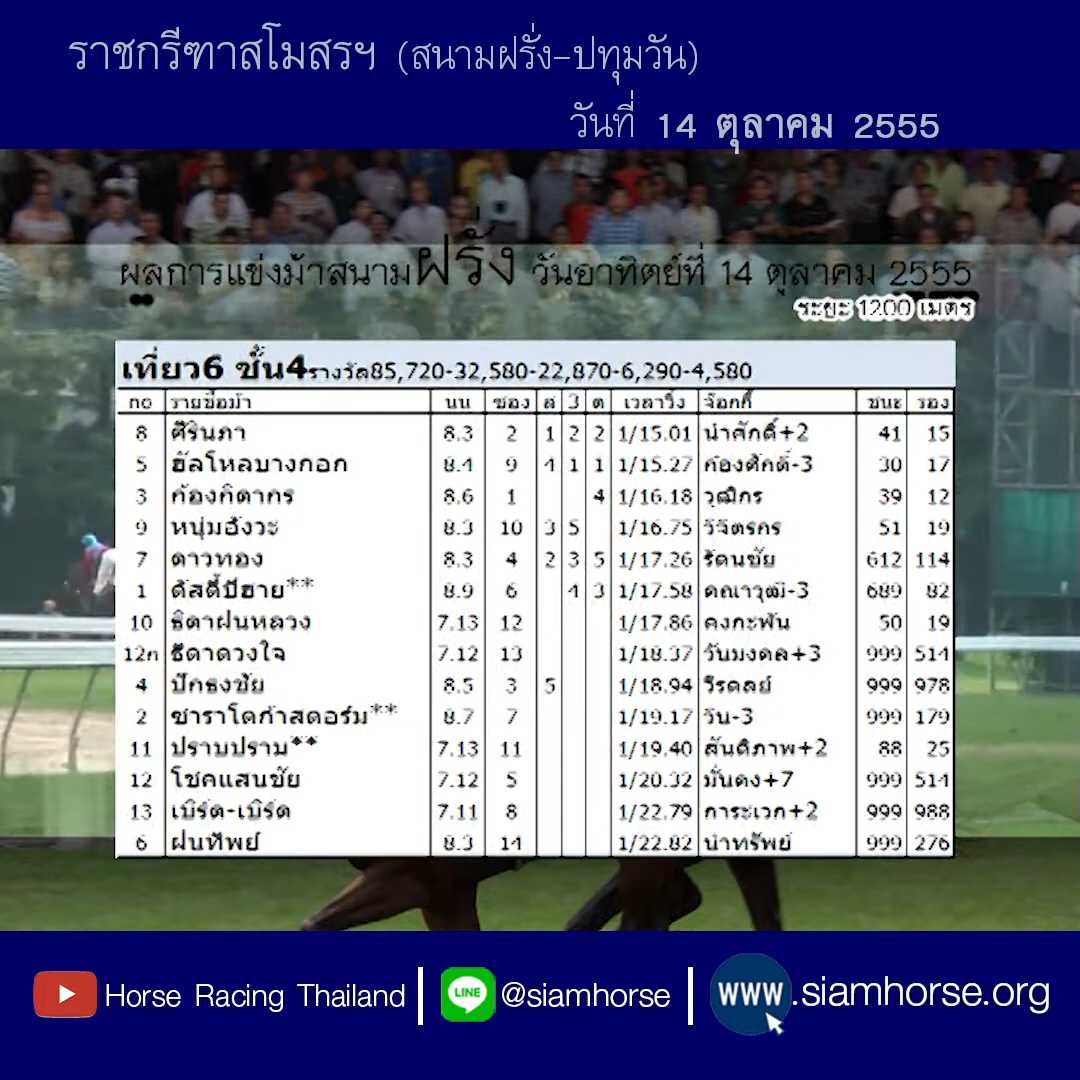 ราชกรีฑาสโมสรฯ (สนามฝรั่ง-ปทุมวัน)
วันที่ 14 ตุลาคม 2555
ผลการแข่งม้าสนามฝรั่ง วันอาทิตย์ที่ 14 ตุลาคม 2555
ระยะ 1200 เมตร
เที่ยว6 ชั้น4รางวัล85,720-32,580-22,870-6,290-4,580
no รายชื่อม้า นน ซอง ส 3 ต เวลาวิ่ง จ๊อกกี้ ชนะ รอง
8 ศิรินภา 8.3 2 1 2 2 1/15.01 นำศักดิ์+2 41 15
5 ฮัลโหลบางกอก 8.4 9 4 1 1 1/15.27 ก้องศักดิ์-3 30 17
3 ก้องกิดากร 8.6 1 4 1/16.18 วุฒิกร 39 12
9 หนุ่มอังวะ 8.3 10 3 5 1/16.75 วิจิตรกร 51 19
7 ดาวทอง 8.3 4 2 3 5 1/17.26 รัตนชัย 612 114
1 ดัสตี้บีฮาย** 8.9 6 4 3 1/17.58 คณาวุฒิ-3 689 82
10 ธิดาฝนหลวง 7.13 12 1/17.86 คงกะพัน 50 19
12ก ธิดาดวงใจ 7.12 13 1/18.37 วันมงคล+3 999 514
4 ปักธงชัย 8.5 3 5 1/18.94 วีรดลย์ 999 978
2 ซาราโตก้าสตอร์ม** 8.7 7 1/19.17 วัน-3 999 179
11 ปราบปราม** 7.13 11 1/19.40 สันติภาพ+2 88 25
12 โชคแสนชัย 7.12 5 1/20.32 มั่นคง+7 999 514
13 เบิร์ด-เบิร์ด 7.11 8 1/22.79 การะเวก+2 999 988
6 ฝนทิพย์ 8.3 14 1/22.82 นำทรัพย์ 999 276
Horse Racing Thailand | LINE @siamhorse | www.siamhorse.org